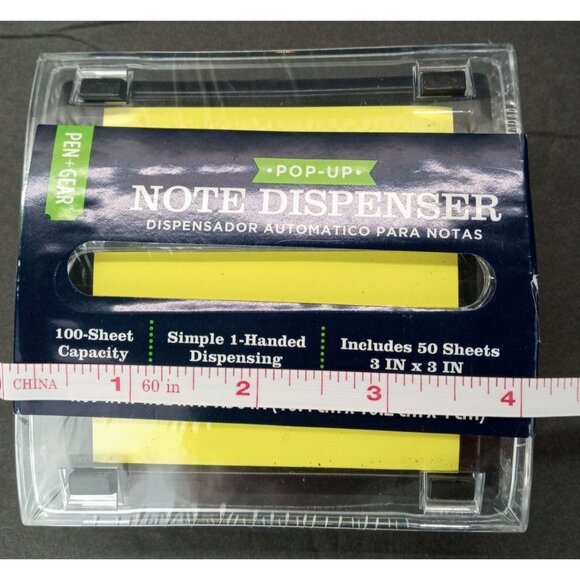 PEN+GEAR
•POP-UP•
NOTE DISPENSER
DISPENSADOR AUTOMÁTICO PARA NOTAS
100-Sheet
Capacity
Simple 1-Handed
Dispensing
Includes 50 Sheets
3 IN x 3 IN
CHINA 1 60 in 2 3 4